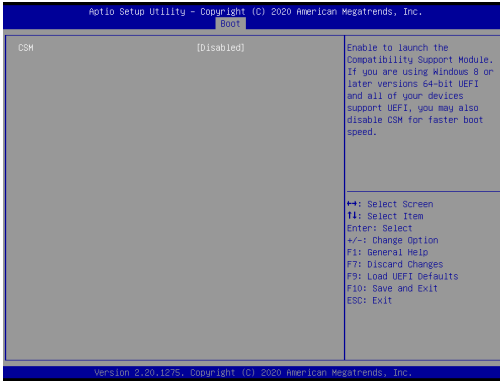 Aptio Setup Utility – Copyright (C) 2020 American Megatrends, Inc.
Boot
CSM [Disabled]
Enable to launch the
Compatibility Support Module.
If you are using Windows 8 or
later versions 64-bit UEFI
and all of your devices
support UEFI, you may also
disable CSM for faster boot
speed.
↔: Select Screen
↑↓: Select Item
Enter: Select
+/-: Change Option
F1: General Help
F7: Discard Changes
F9: Load UEFI Defaults
F10: Save and Exit
ESC: Exit
Version 2.20.1275. Copyright (C) 2020 American Megatrends, Inc.